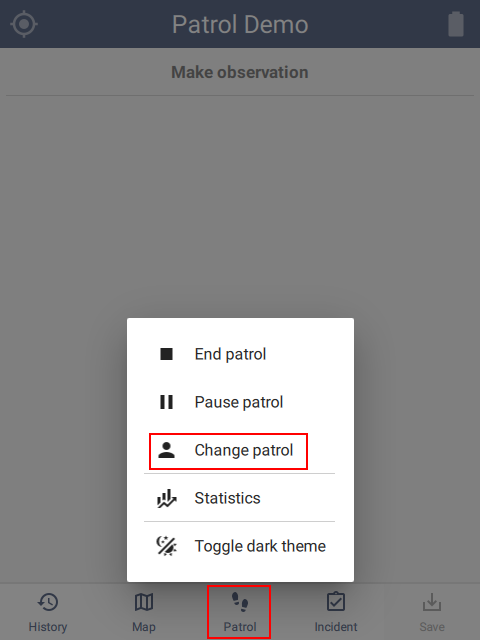 Patrol Demo
Make observation
End patrol
Pause patrol
Change patrol
Statistics
Toggle dark theme
History
Map
Patrol
Incident
Save